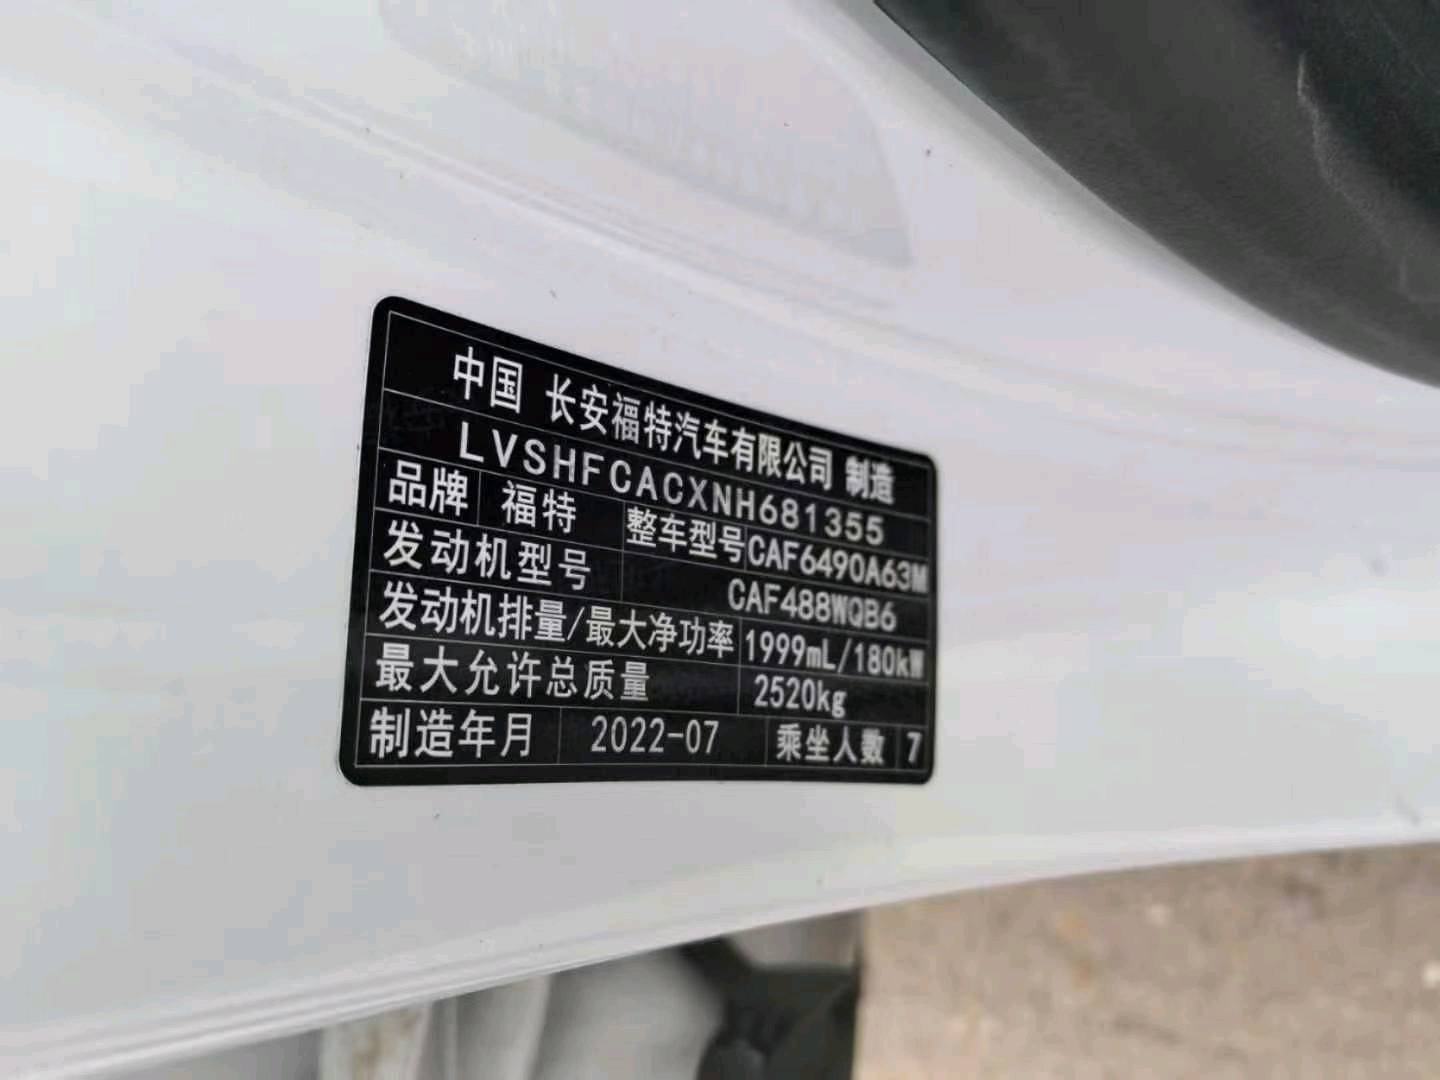 中国 长安福特汽车有限公司 制造
LVSHFCACXNH681355
品牌 福特 整车型号 CAF6490A63M
发动机型号 CAF488WQB6
发动机排量/最大净功率 1999mL/180kW
最大允许总质量 2520kg
制造年月 2022-07 乘坐人数 7